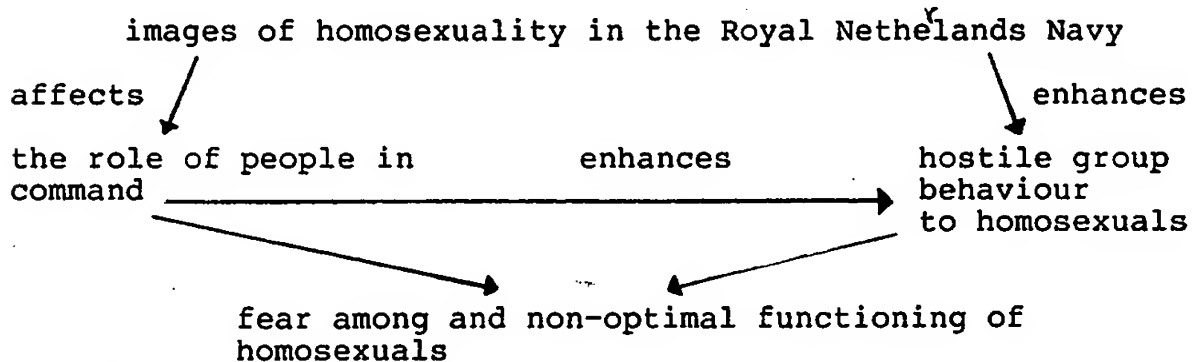 images of homosexuality in the Royal Netherlands Navy
affects enhances
the role of people in enhances hostile group
command behaviour
to homosexuals
fear among and non-optimal functioning of
homosexuals